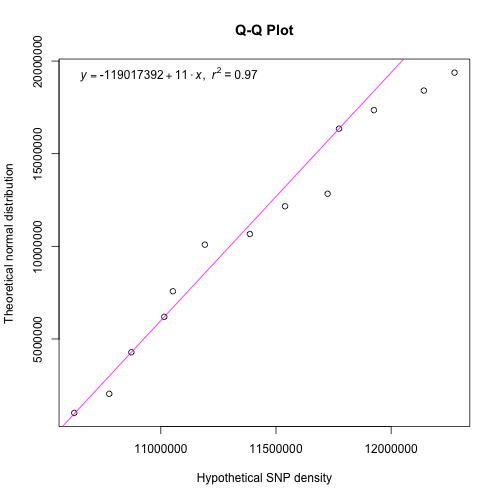 Q-Q Plot
y = -119017392 + 11 · x, r² = 0.97
Theoretical normal distribution
5000000
10000000
15000000
20000000
11000000 11500000 12000000
Hypothetical SNP density